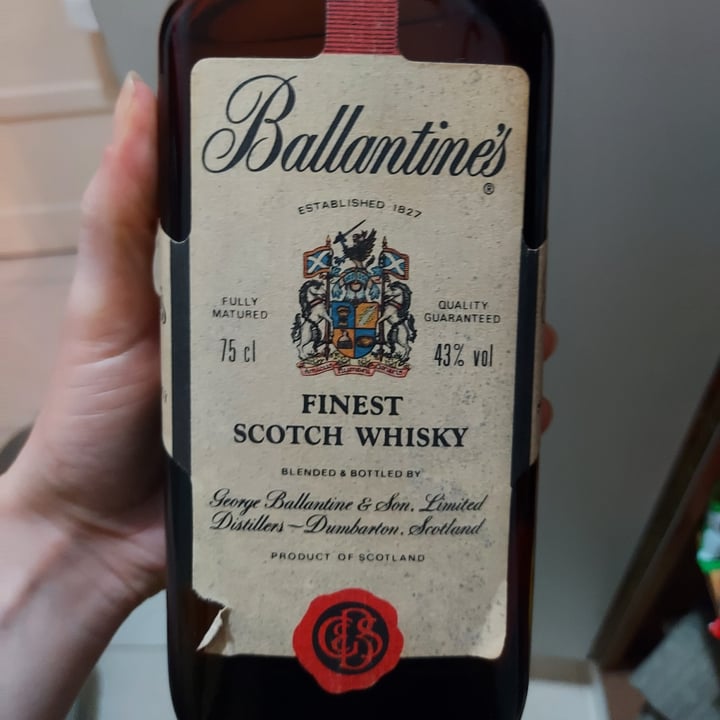 Ballantine's
®
ESTABLISHED 1827
FULLY
MATURED
QUALITY
GUARANTEED
75 cl
43% vol
FINEST
SCOTCH WHISKY
BLENDED & BOTTLED BY
George Ballantine & Son, Limited
Distillers – Dumbarton, Scotland
PRODUCT OF SCOTLAND